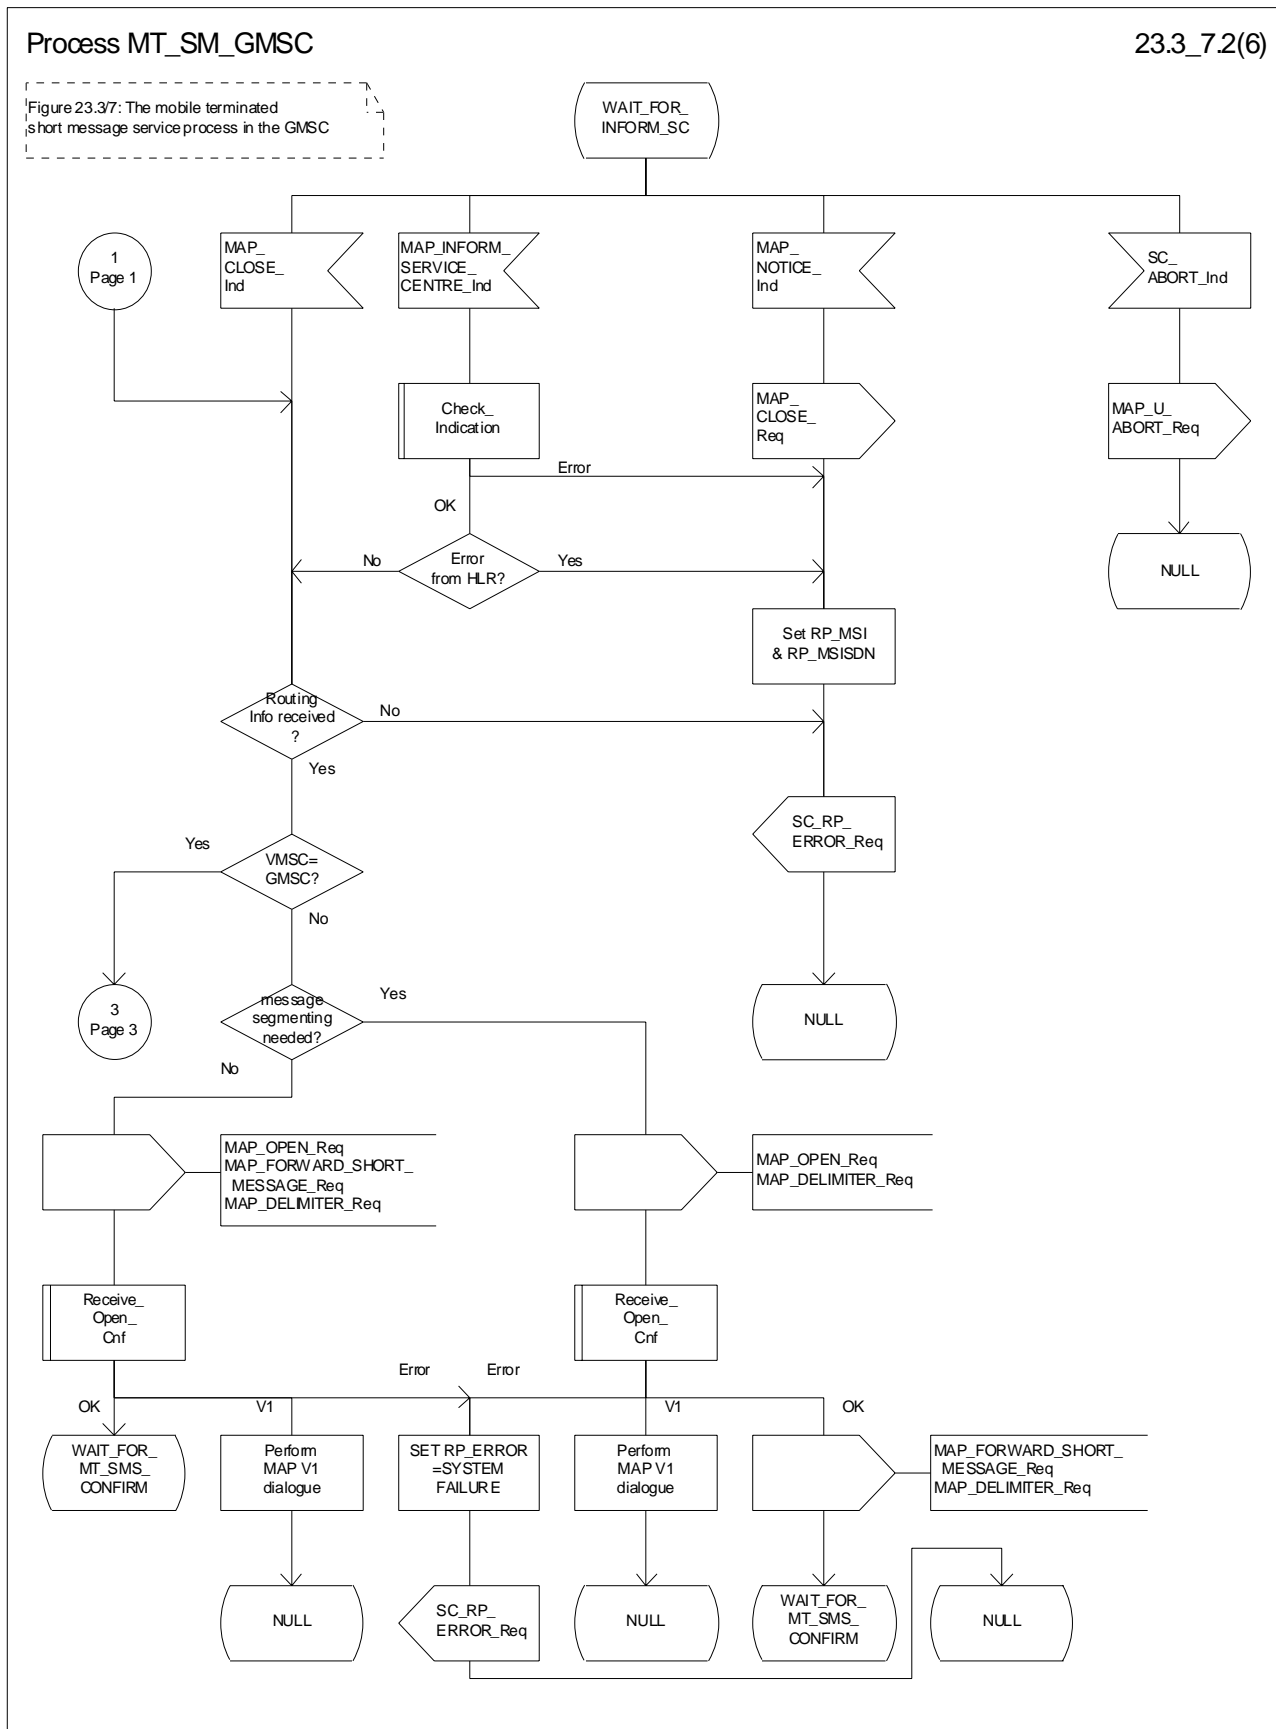 Process MT_SM_GMSC
23.3_7.2(6)
Figure 23.3/7: The mobile terminated
short message service process in the GMSC
WAIT_FOR_
INFORM_SC
1
Page 1
MAP_
CLOSE_
Ind
MAP_INFORM_
SERVICE_
CENTRE_Ind
MAP_
NOTICE_
Ind
SC_
ABORT_Ind
Check_
Indication
MAP_
CLOSE_
Req
MAP_U_
ABORT_Req
Error
OK
No
Error
from HLR?
Yes
NULL
Set RP_MSI
& RP_MSISDN
Routing
Info received
?
No
Yes
SC_RP_
ERROR_Req
Yes
VMSC=
GMSC?
No
3
Page 3
message
segmenting
needed?
Yes
NULL
No
MAP_OPEN_Req
MAP_FORWARD_SHORT_
MESSAGE_Req
MAP_DELIMITER_Req
MAP_OPEN_Req
MAP_DELIMITER_Req
Receive_
Open_
Cnf
Receive_
Open_
Cnf
Error
Error
OK
V1
V1
OK
WAIT_FOR_
MT_SMS_
CONFIRM
Perform
MAP V1
dialogue
SET RP_ERROR
=SYSTEM
FAILURE
Perform
MAP V1
dialogue
MAP_FORWARD_SHORT_
MESSAGE_Req
MAP_DELIMITER_Req
NULL
SC_RP_
ERROR_Req
NULL
WAIT_FOR_
MT_SMS_
CONFIRM
NULL